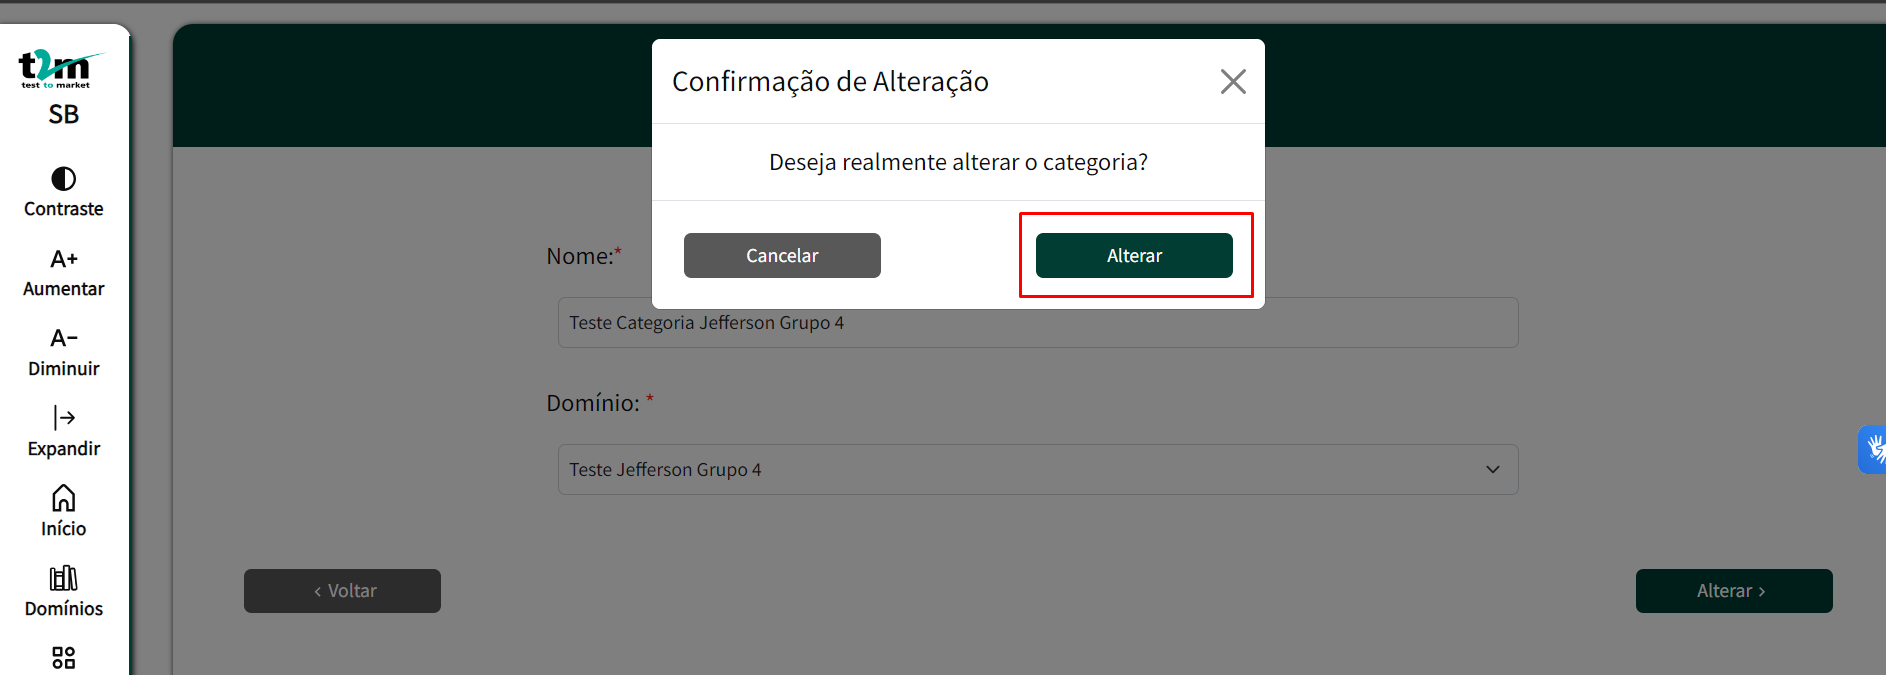 t2m
test to market
SB
Contraste
A+
Aumentar
A-
Diminuir
Expandir
Início
Domínios
Confirmação de Alteração
Deseja realmente alterar o categoria?
Cancelar
Alterar
Nome:*
Teste Categoria Jefferson Grupo 4
Domínio: *
Teste Jefferson Grupo 4
‹ Voltar
Alterar ›